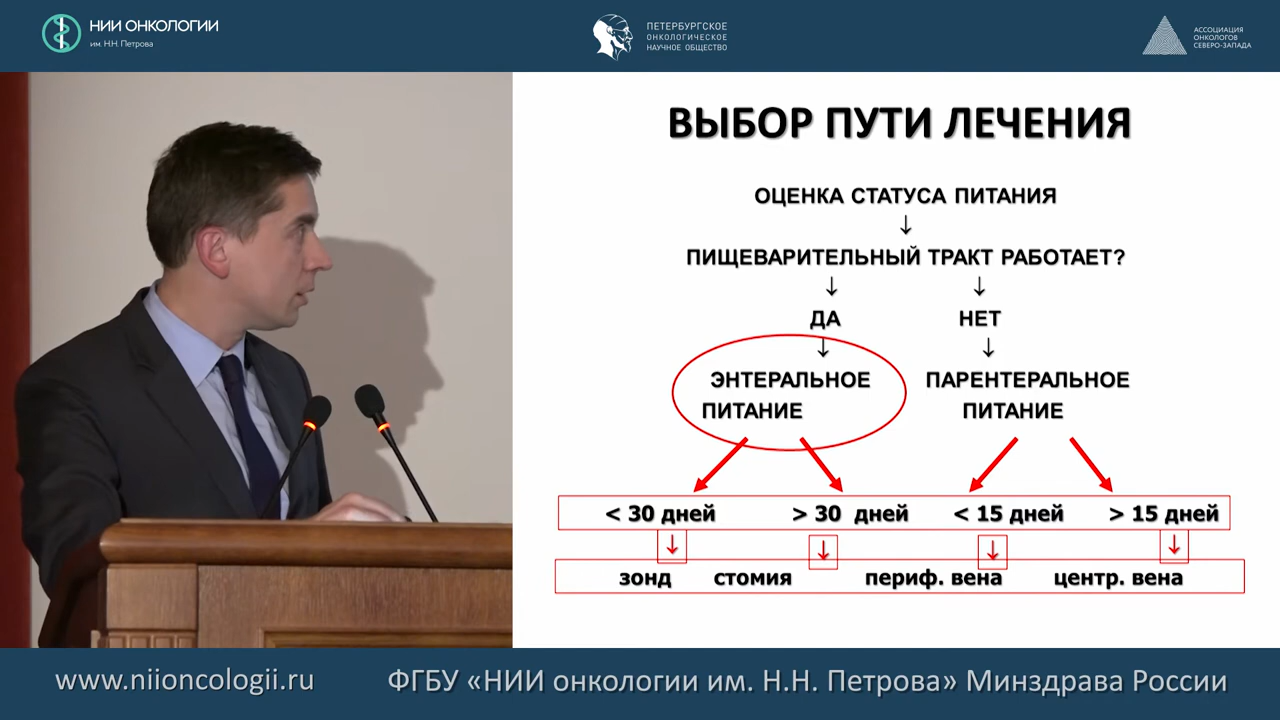 НИИ ОНКОЛОГИИ
им. Н.Н. Петрова
ПЕТЕРБУРГСКОЕ
ОНКОЛОГИЧЕСКОЕ
НАУЧНОЕ ОБЩЕСТВО
АССОЦИАЦИЯ
ОНКОЛОГОВ
СЕВЕРО-ЗАПАДА
ВЫБОР ПУТИ ЛЕЧЕНИЯ
ОЦЕНКА СТАТУСА ПИТАНИЯ
↓
ПИЩЕВАРИТЕЛЬНЫЙ ТРАКТ РАБОТАЕТ?
↓ ↓
ДА НЕТ
↓ ↓
ЭНТЕРАЛЬНОЕ ПАРЕНТЕРАЛЬНОЕ
ПИТАНИЕ ПИТАНИЕ
< 30 дней > 30 дней < 15 дней > 15 дней
↓ ↓ ↓ ↓
зонд стомия периф. вена центр. вена
www.niioncologii.ru ФГБУ «НИИ онкологии им. Н.Н. Петрова» Минздрава России